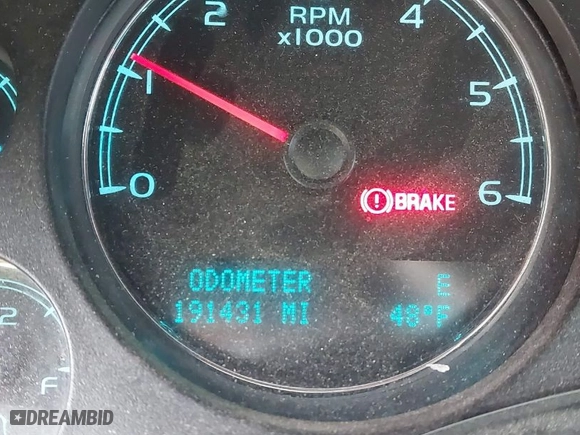 2
RPM
x1000
4
1
5
0
BRAKE
6
ODOMETER E
191431 MI 48°F
2
F
DREAMBID